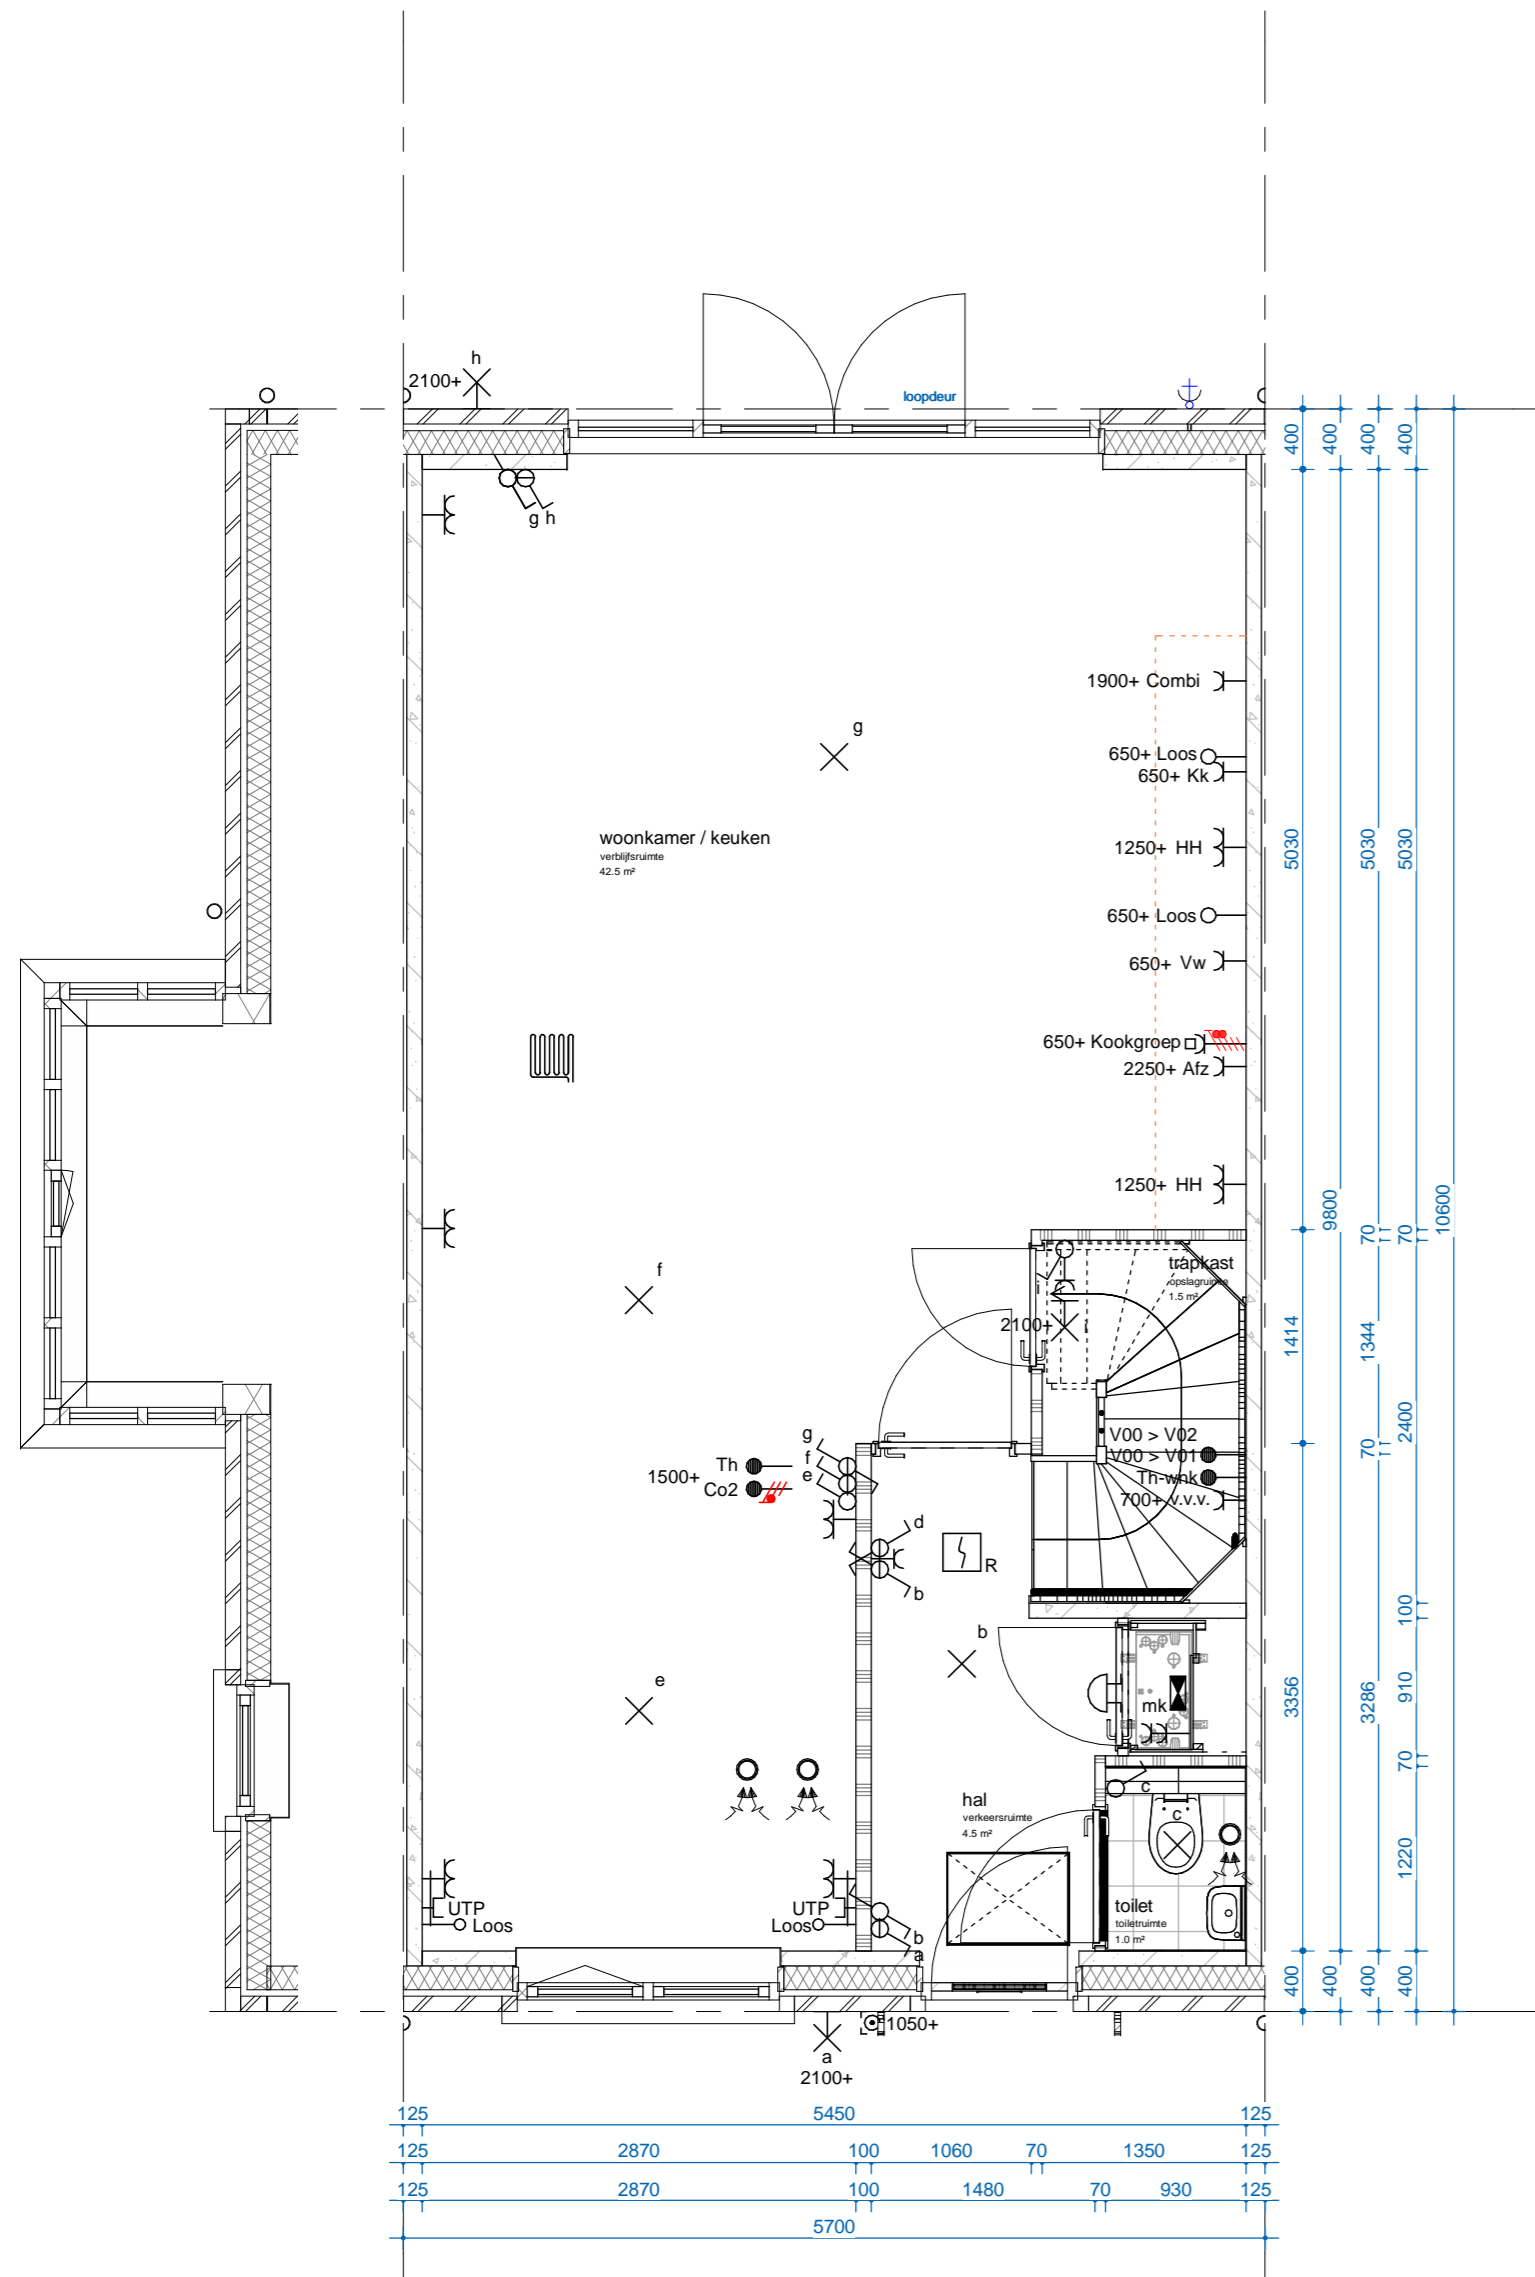 h
2100+
loopdeur
g h
400
400
400
400
1900+ Combi
g
650+ Loos
650+ Kk
woonkamer / keuken
verblijfsruimte
42.5 m²
1250+ HH
5030
5030
5030
650+ Loos
650+ Vw
650+ Kookgroep
2250+ Afz
1250+ HH
9800
10600
70
70
trapkast
opslagruimte
1.5 m²
f
i
2100+
i
1414
1344
2400
g
f
e
Th
1500+
Co2
V00 > V02
V00 > V01
Th-wnk
700+ v.v.v.
70
d
R
b
100
b
e
mk
3356
3286
910
70
c
c
hal
verkeersruimte
4.5 m²
1220
UTP
Loos
UTP
Loos
b
a
toilet
toiletruimte
1.0 m²
400
400
400
400
1050+
a
2100+
125
5450
125
125
2870
100
1060
70
1350
125
125
2870
100
1480
70
930
125
5700